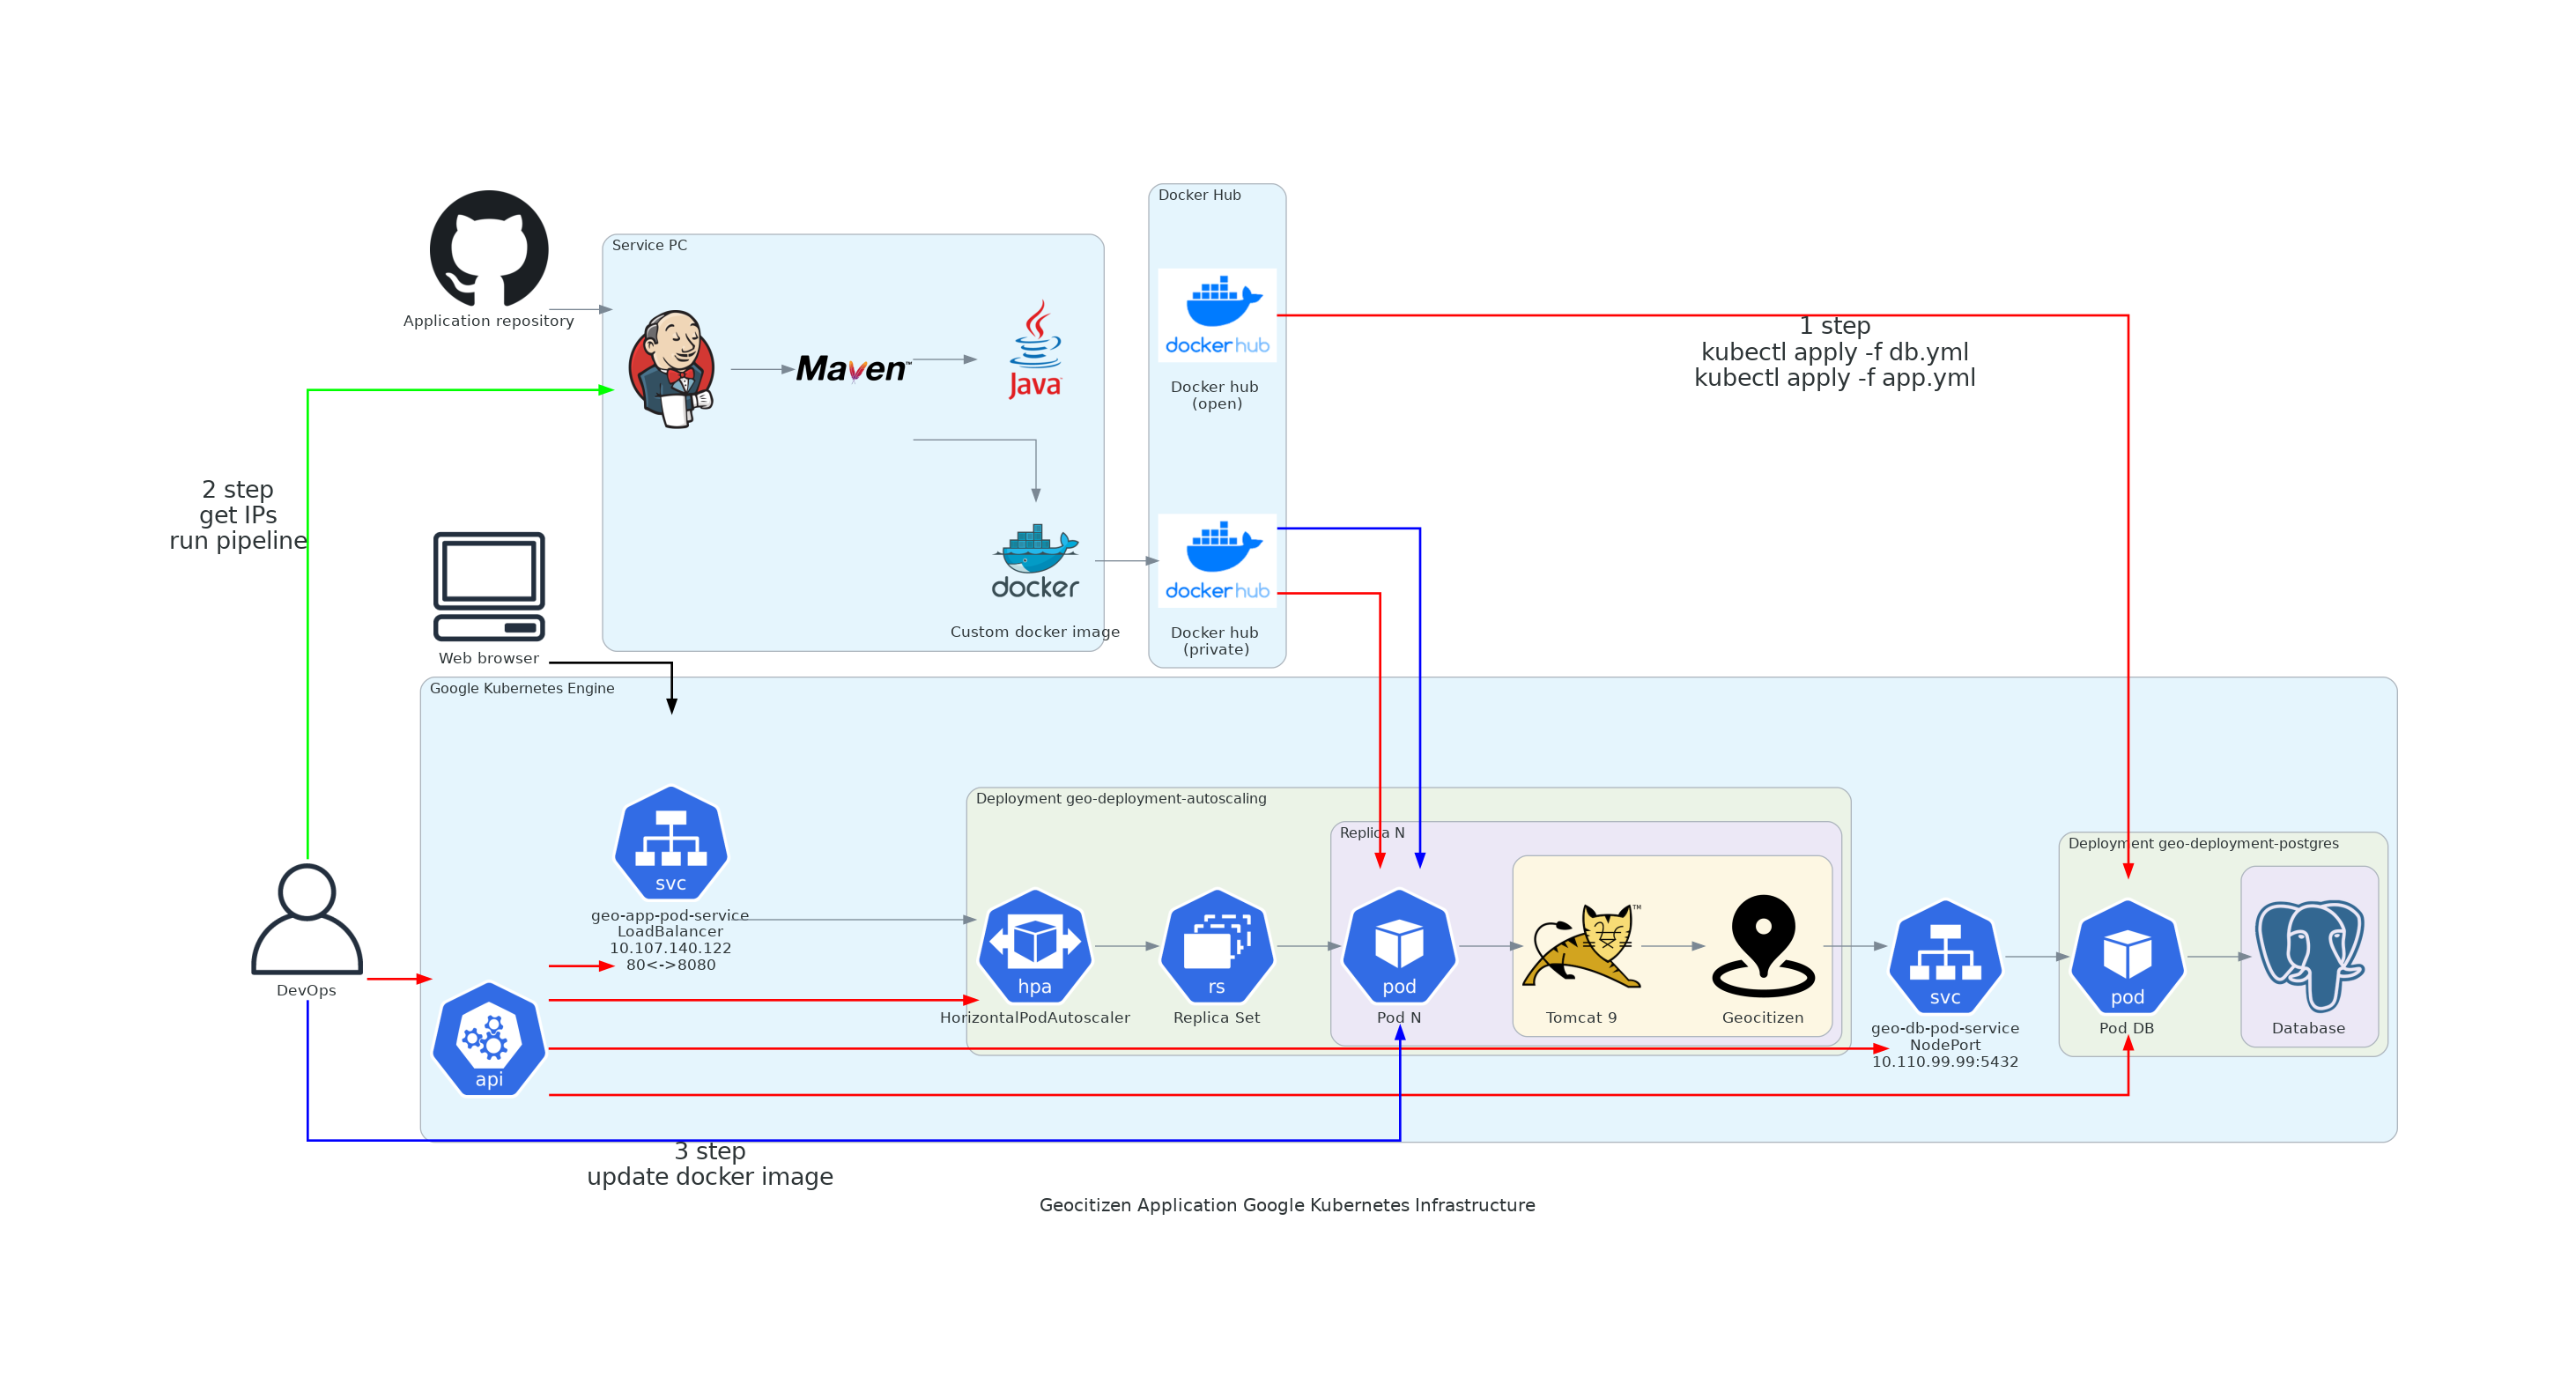 Docker Hub
Service PC
Application repository
Maven™
Java
dockerhub
Docker hub
(open)
1 step
kubectl apply -f db.yml
kubectl apply -f app.yml
2 step
get IPs
run pipeline
docker
Custom docker image
dockerhub
Docker hub
(private)
Web browser
Google Kubernetes Engine
svc
geo-app-pod-service
LoadBalancer
10.107.140.122
80<->8080
Deployment geo-deployment-autoscaling
Replica N
hpa
HorizontalPodAutoscaler
rs
Replica Set
pod
Pod N
TM
Tomcat 9
Geocitizen
svc
geo-db-pod-service
NodePort
10.110.99.99:5432
Deployment geo-deployment-postgres
pod
Pod DB
Database
DevOps
api
3 step
update docker image
Geocitizen Application Google Kubernetes Infrastructure